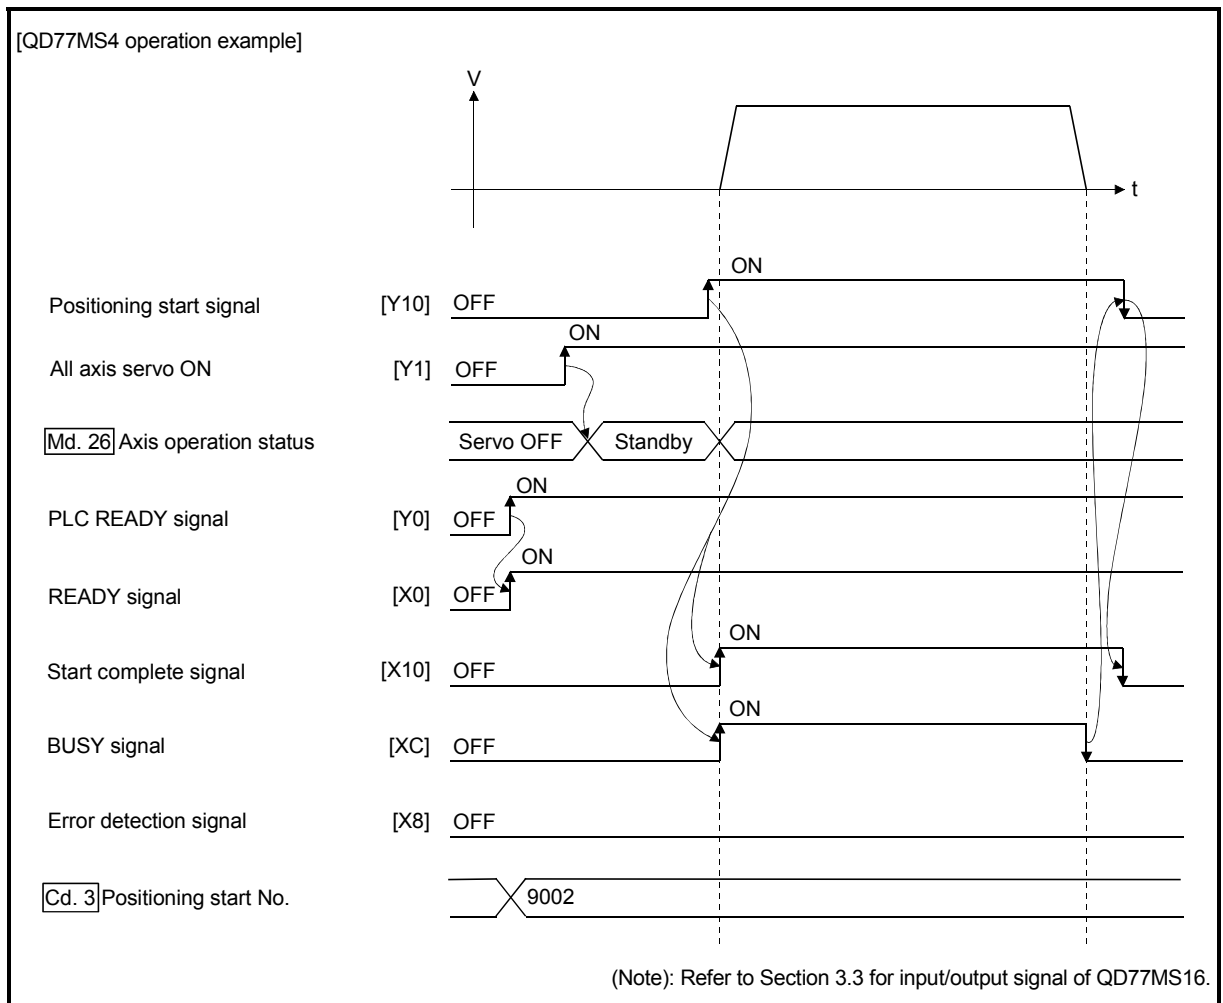 [QD77MS4 operation example]
V
t
ON
Positioning start signal [Y10] OFF
ON
All axis servo ON [Y1] OFF
Md. 26 Axis operation status Servo OFF Standby
ON
PLC READY signal [Y0] OFF
ON
READY signal [X0] OFF
ON
Start complete signal [X10] OFF
ON
BUSY signal [XC] OFF
Error detection signal [X8] OFF
Cd. 3 Positioning start No. 9002
(Note): Refer to Section 3.3 for input/output signal of QD77MS16.